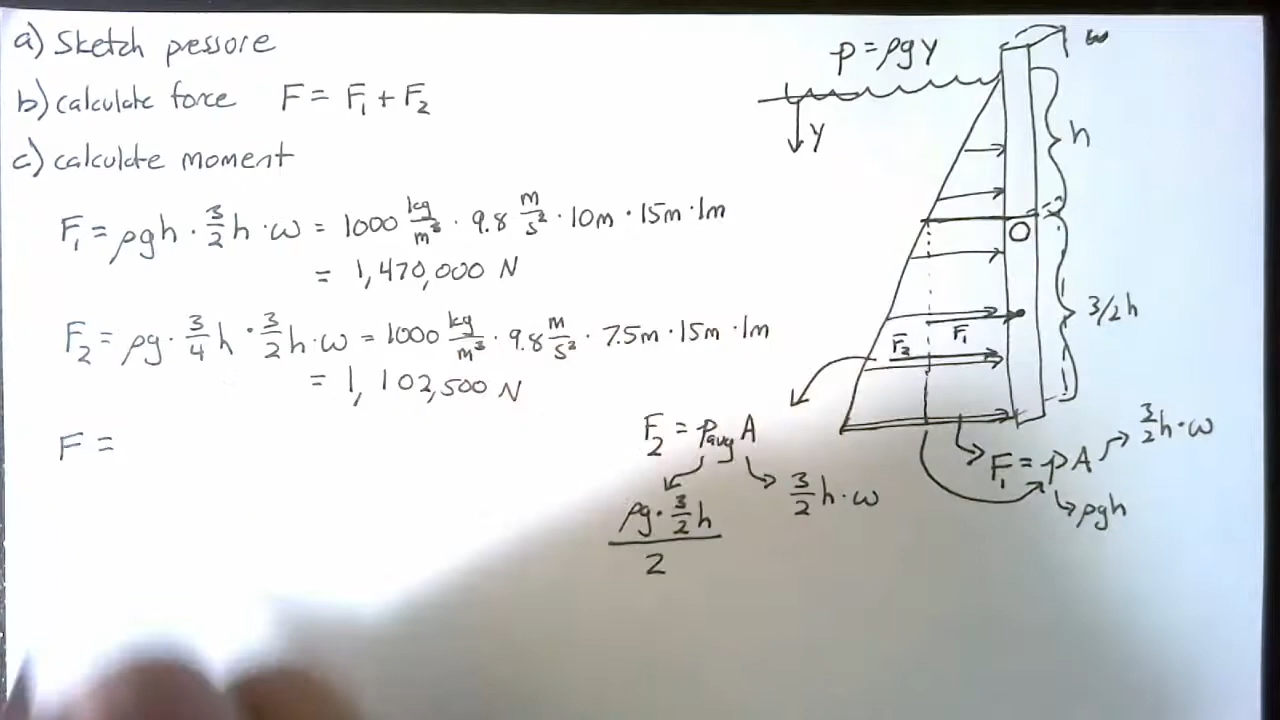 a) Sketch pressore
b) calculate force F = F₁ + F₂
c) calculate moment
F₁ = ρgh · 3/2 h · w = 1000 kg/m³ · 9.8 m/s² · 10m · 15m · 1m
= 1,470,000 N
F₂ = ρg · 3/4 h · 3/2 h · w = 1000 kg/m³ · 9.8 m/s² · 7.5m · 15m · 1m
= 1,102,500 N
F =
p = ρgy
w
y
h
O
3/2h
F₁
F₂
F₂ = Pavg A
ρg · 3/2 h / 2
3/2 h · w
F₁ = pA
3/2 h · w
ρgh